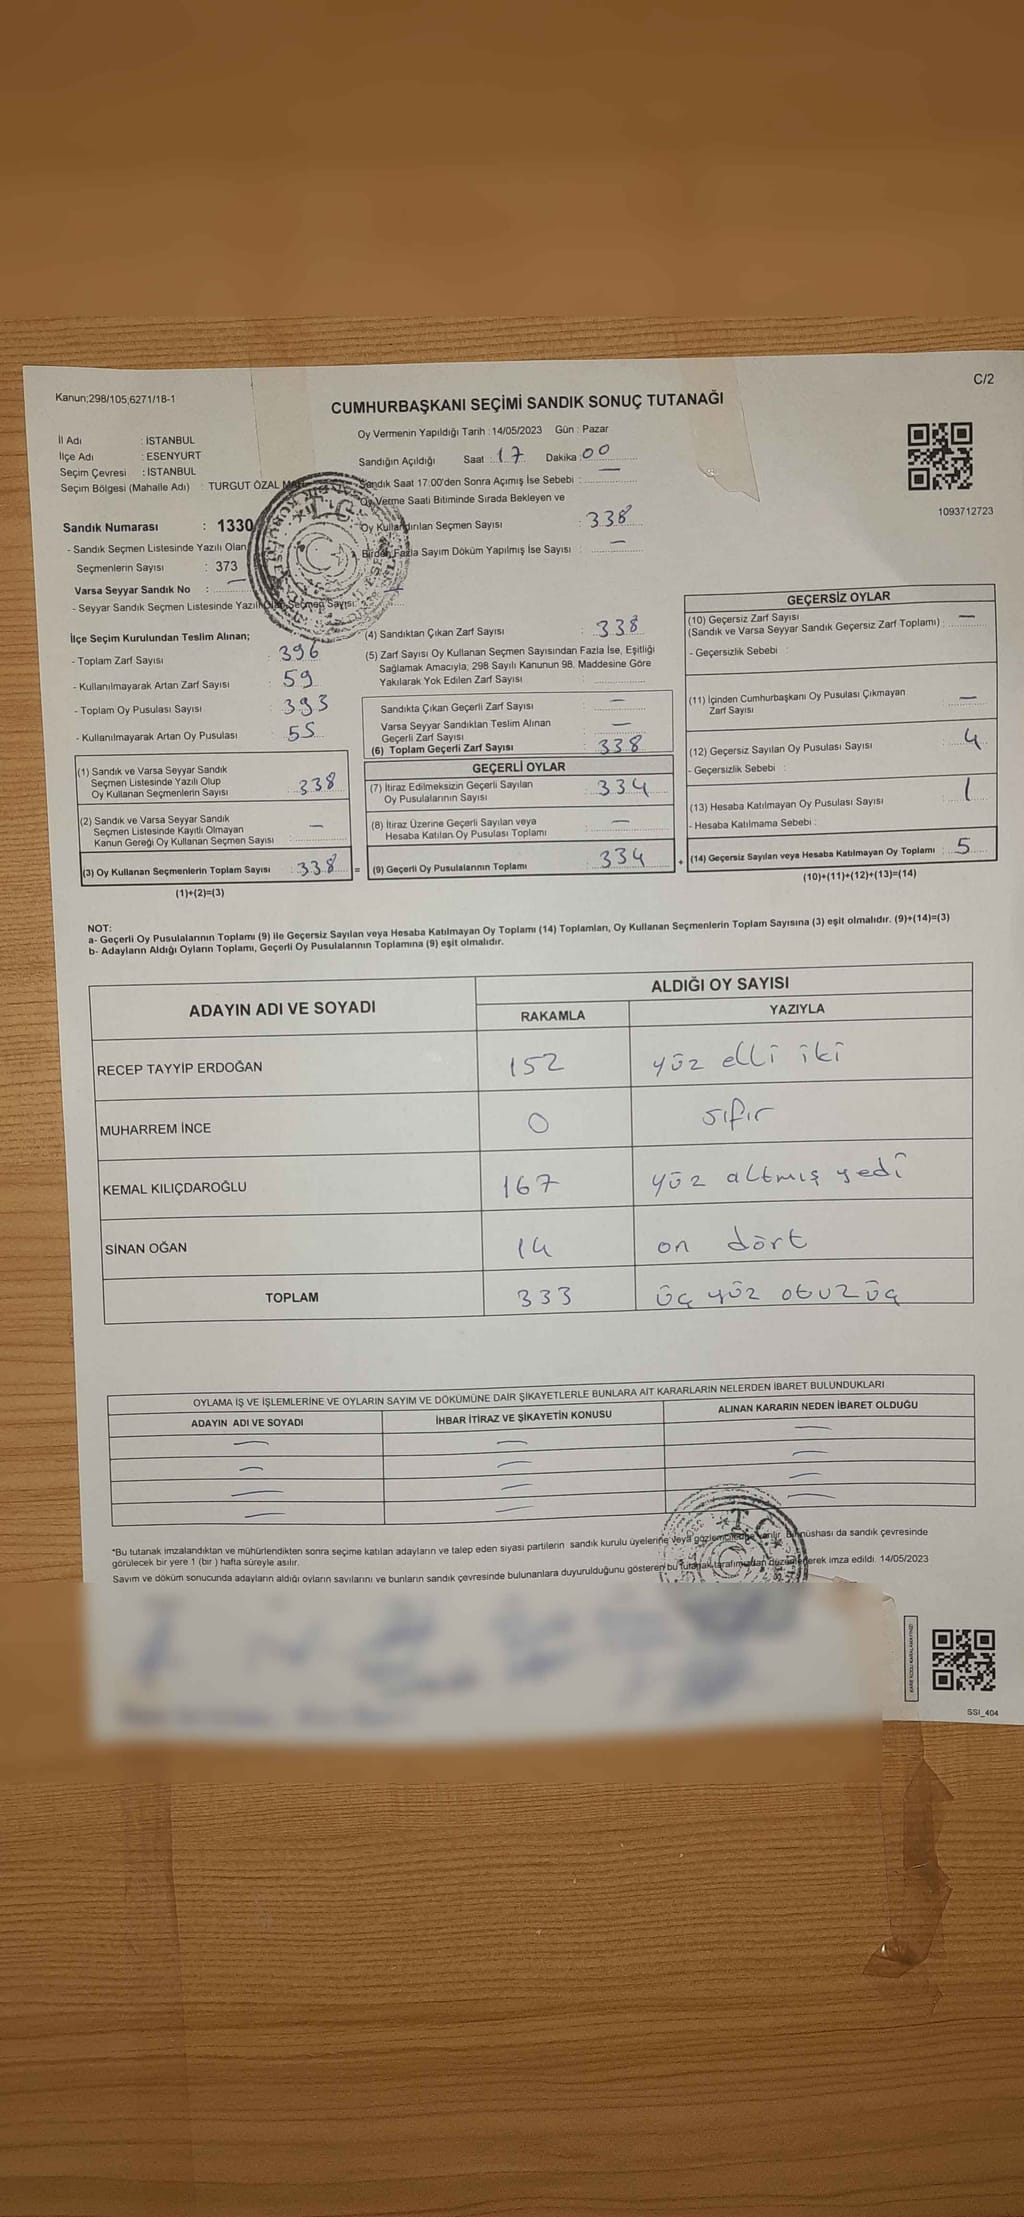 C/2
Kanun;298/105,6271/18-1
CUMHURBAŞKANI SEÇİMİ SANDIK SONUÇ TUTANAĞI
Oy Vermenin Yapıldığı Tarih : 14/05/2023 Gün : Pazar
İl Adı : İSTANBUL
İlçe Adı : ESENYURT
Seçim Çevresi : İSTANBUL
Seçim Bölgesi (Mahalle Adı) : TURGUT ÖZAL
Sandık Numarası : 1330
- Sandık Seçmen Listesinde Yazılı Olan
Seçmenlerin Sayısı : 373
Varsa Seyyar Sandık No : —
- Seyyar Sandık Seçmen Listesinde Yazılı Olan Seçmen Sayısı:
Sandığın Açıldığı Saat : 17 Dakika 00
Sandık Saat 17:00'den Sonra Açımış İse Sebebi : —
Oy Verme Saati Bitiminde Sırada Bekleyen ve
Oy Kullandırılan Seçmen Sayısı : 338
Birden Fazla Sayım Döküm Yapılmış İse Sayısı : —
1093712723
İlçe Seçim Kurulundan Teslim Alınan;
- Toplam Zarf Sayısı : 396
- Kullanılmayarak Artan Zarf Sayısı : 59
- Toplam Oy Pusulası Sayısı : 393
- Kullanılmayarak Artan Oy Pusulası : 55
(1) Sandık ve Varsa Seyyar Sandık
Seçmen Listesinde Yazılı Olup
Oy Kullanan Seçmenlerin Sayısı : 338
(2) Sandık ve Varsa Seyyar Sandık
Seçmen Listesinde Kayıtlı Olmayan
Kanun Gereği Oy Kullanan Seçmen Sayısı : —
(3) Oy Kullanan Seçmenlerin Toplam Sayısı : 338 =
(1)+(2)=(3)
(4) Sandıktan Çıkan Zarf Sayısı : 338
(5) Zarf Sayısı Oy Kullanan Seçmen Sayısından Fazla İse, Eşitliği
Sağlamak Amacıyla, 298 Sayılı Kanunun 98. Maddesine Göre
Yakılarak Yok Edilen Zarf Sayısı :
Sandıkta Çıkan Geçerli Zarf Sayısı : —
Varsa Seyyar Sandıktan Teslim Alınan
Geçerli Zarf Sayısı : —
(6) Toplam Geçerli Zarf Sayısı : 338
GEÇERLİ OYLAR
(7) İtiraz Edilmeksizin Geçerli Sayılan
Oy Pusulalarının Sayısı : 334
(8) İtiraz Üzerine Geçerli Sayılan veya
Hesaba Katılan Oy Pusulası Toplamı : —
(9) Geçerli Oy Pusulalarının Toplamı : 334 +
GEÇERSİZ OYLAR
(10) Geçersiz Zarf Sayısı
(Sandık ve Varsa Seyyar Sandık Geçersiz Zarf Toplamı) : —
- Geçersizlik Sebebi :
(11) İçinden Cumhurbaşkanı Oy Pusulası Çıkmayan
Zarf Sayısı : —
(12) Geçersiz Sayılan Oy Pusulası Sayısı : 4
- Geçersizlik Sebebi :
(13) Hesaba Katılmayan Oy Pusulası Sayısı : 1
- Hesaba Katılmama Sebebi :
(14) Geçersiz Sayılan veya Hesaba Katılmayan Oy Toplamı : 5
(10)+(11)+(12)+(13)=(14)
NOT:
a- Geçerli Oy Pusulalarının Toplamı (9) ile Geçersiz Sayılan veya Hesaba Katılmayan Oy Toplamı (14) Toplamları, Oy Kullanan Seçmenlerin Toplam Sayısına (3) eşit olmalıdır. (9)+(14)=(3)
b- Adayların Aldığı Oyların Toplamı, Geçerli Oy Pusulalarının Toplamına (9) eşit olmalıdır.
ADAYIN ADI VE SOYADI ALDIĞI OY SAYISI
RAKAMLA YAZIYLA
RECEP TAYYİP ERDOĞAN 152 yüz elli iki
MUHARREM İNCE 0 sıfır
KEMAL KILIÇDAROĞLU 167 yüz altmış yedi
SİNAN OĞAN 14 on dört
TOPLAM 333 üç yüz otuz üç
OYLAMA İŞ VE İŞLEMLERİNE VE OYLARIN SAYIM VE DÖKÜMÜNE DAİR ŞİKAYETLERLE BUNLARA AİT KARARLARIN NELERDEN İBARET BULUNDUKLARI
ADAYIN ADI VE SOYADI İHBAR İTİRAZ VE ŞİKAYETİN KONUSU ALINAN KARARIN NEDEN İBARET OLDUĞU
— — —
— — —
— — —
— — —
*Bu tutanak imzalandıktan ve mühürlendikten sonra seçime katılan adayların ve talep eden siyasi partilerin sandık kurulu üyelerine veya gözlemcilerine verilir. Bir nüshası da sandık çevresinde
görülecek bir yere 1 (bir ) hafta süreyle asılır.
Sayım ve döküm sonucunda adayların aldığı oyların sayılarını ve bunların sandık çevresinde bulunanlara duyurulduğunu gösteren bu tutanak tarafımızdan düzenlenerek imza edildi. 14/05/2023
SSI_404